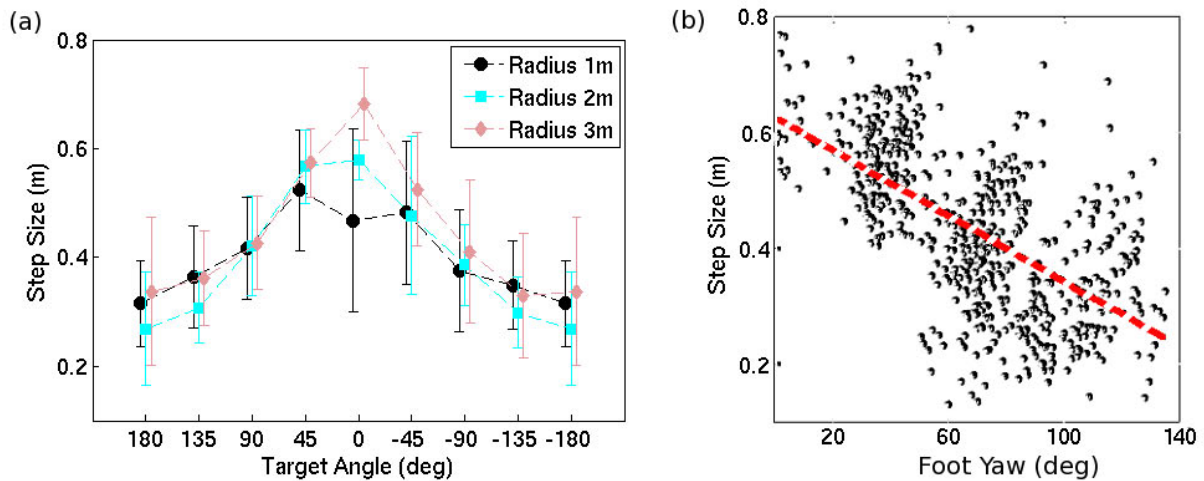 (a)
0.8
0.6
0.4
0.2
Step Size (m)
Radius 1m
Radius 2m
Radius 3m
180 135 90 45 0 -45 -90 -135 -180
Target Angle (deg)
(b)
0.8
0.6
0.4
0.2
Step Size (m)
20 60 100 140
Foot Yaw (deg)